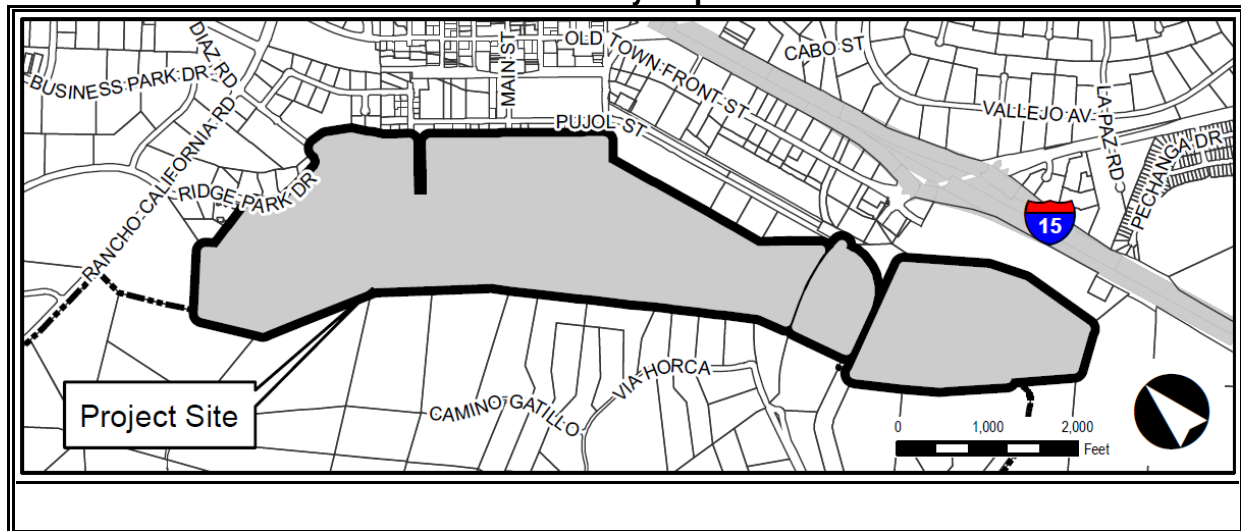 DIAZ RD
BUSINESS PARK DR
RANCHO CALIFORNIA RD
RIDGE PARK DR
MAIN ST
OLD TOWN FRONT ST
PUJOL ST
CABO ST
VALLEJO AV
LA PAZ RD
PECHANGA DR
15
VIA HORCA
CAMINO GATILLO
Project Site
0 1,000 2,000
Feet